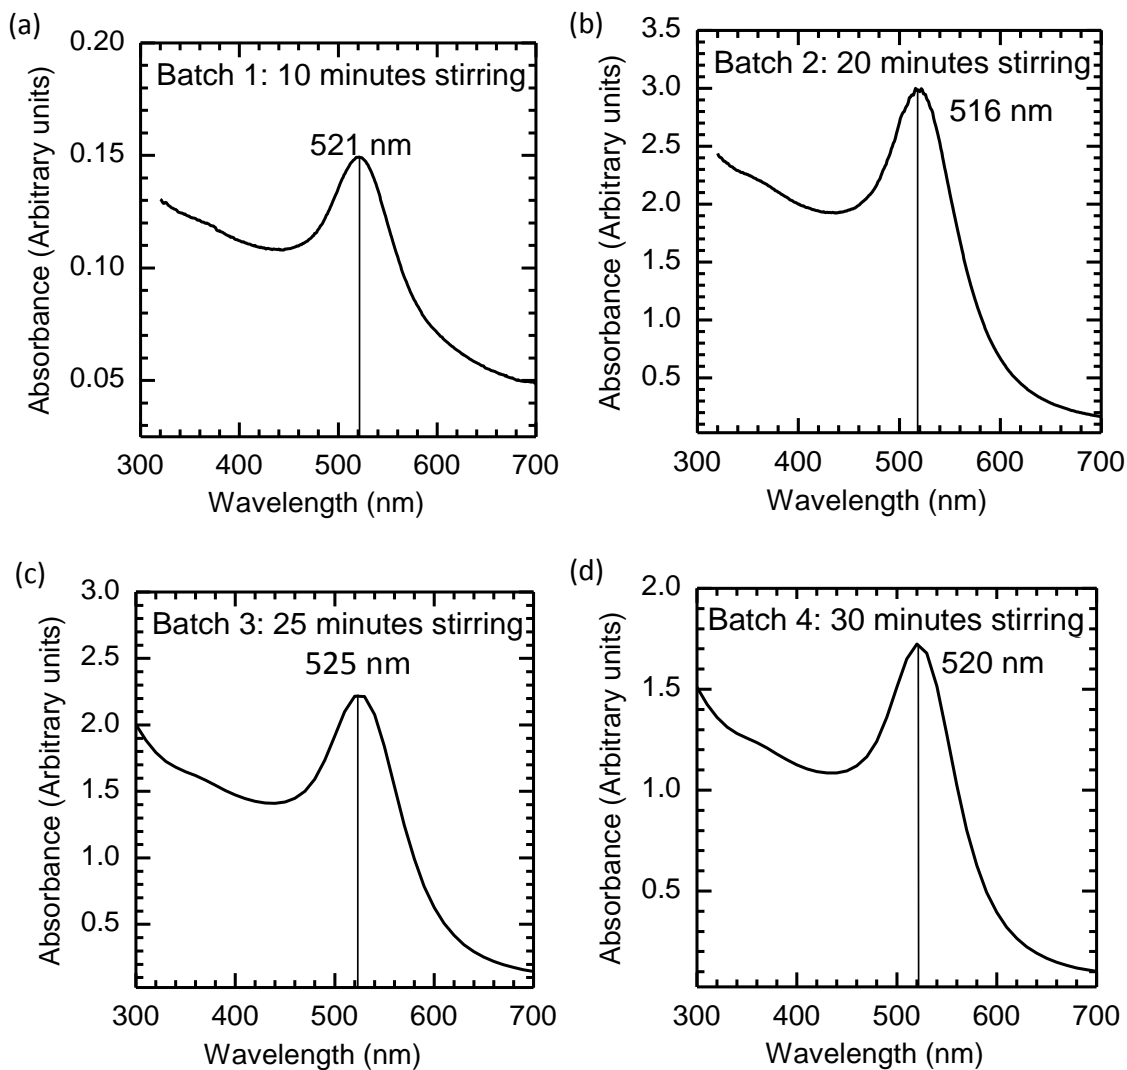 (a)
Batch 1: 10 minutes stirring
521 nm
Absorbance (Arbitrary units)
0.20
0.15
0.10
0.05
300 400 500 600 700
Wavelength (nm)
(b)
Batch 2: 20 minutes stirring
516 nm
Absorbance (Arbitrary units)
3.5
3.0
2.5
2.0
1.5
1.0
0.5
300 400 500 600 700
Wavelength (nm)
(c)
Batch 3: 25 minutes stirring
525 nm
Absorbance (Arbitrary units)
3.0
2.5
2.0
1.5
1.0
0.5
300 400 500 600 700
Wavelength (nm)
(d)
Batch 4: 30 minutes stirring
520 nm
Absorbance (Arbitrary units)
2.0
1.5
1.0
0.5
300 400 500 600 700
Wavelength (nm)